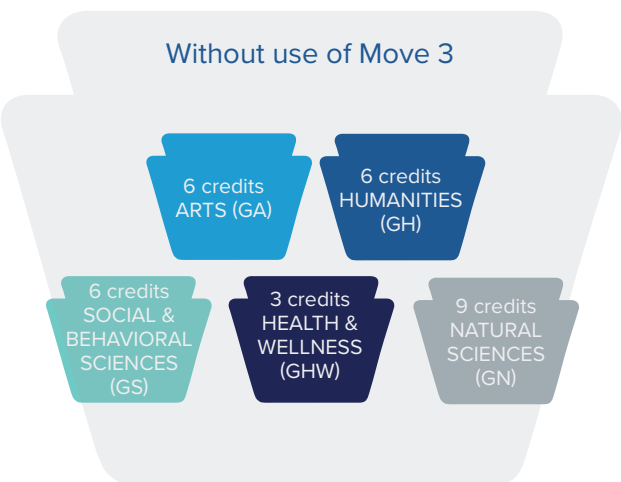 Without use of Move 3
6 credits
ARTS (GA)
6 credits
HUMANITIES
(GH)
6 credits
SOCIAL &
BEHAVIORAL
SCIENCES
(GS)
3 credits
HEALTH &
WELLNESS
(GHW)
9 credits
NATURAL
SCIENCES
(GN)